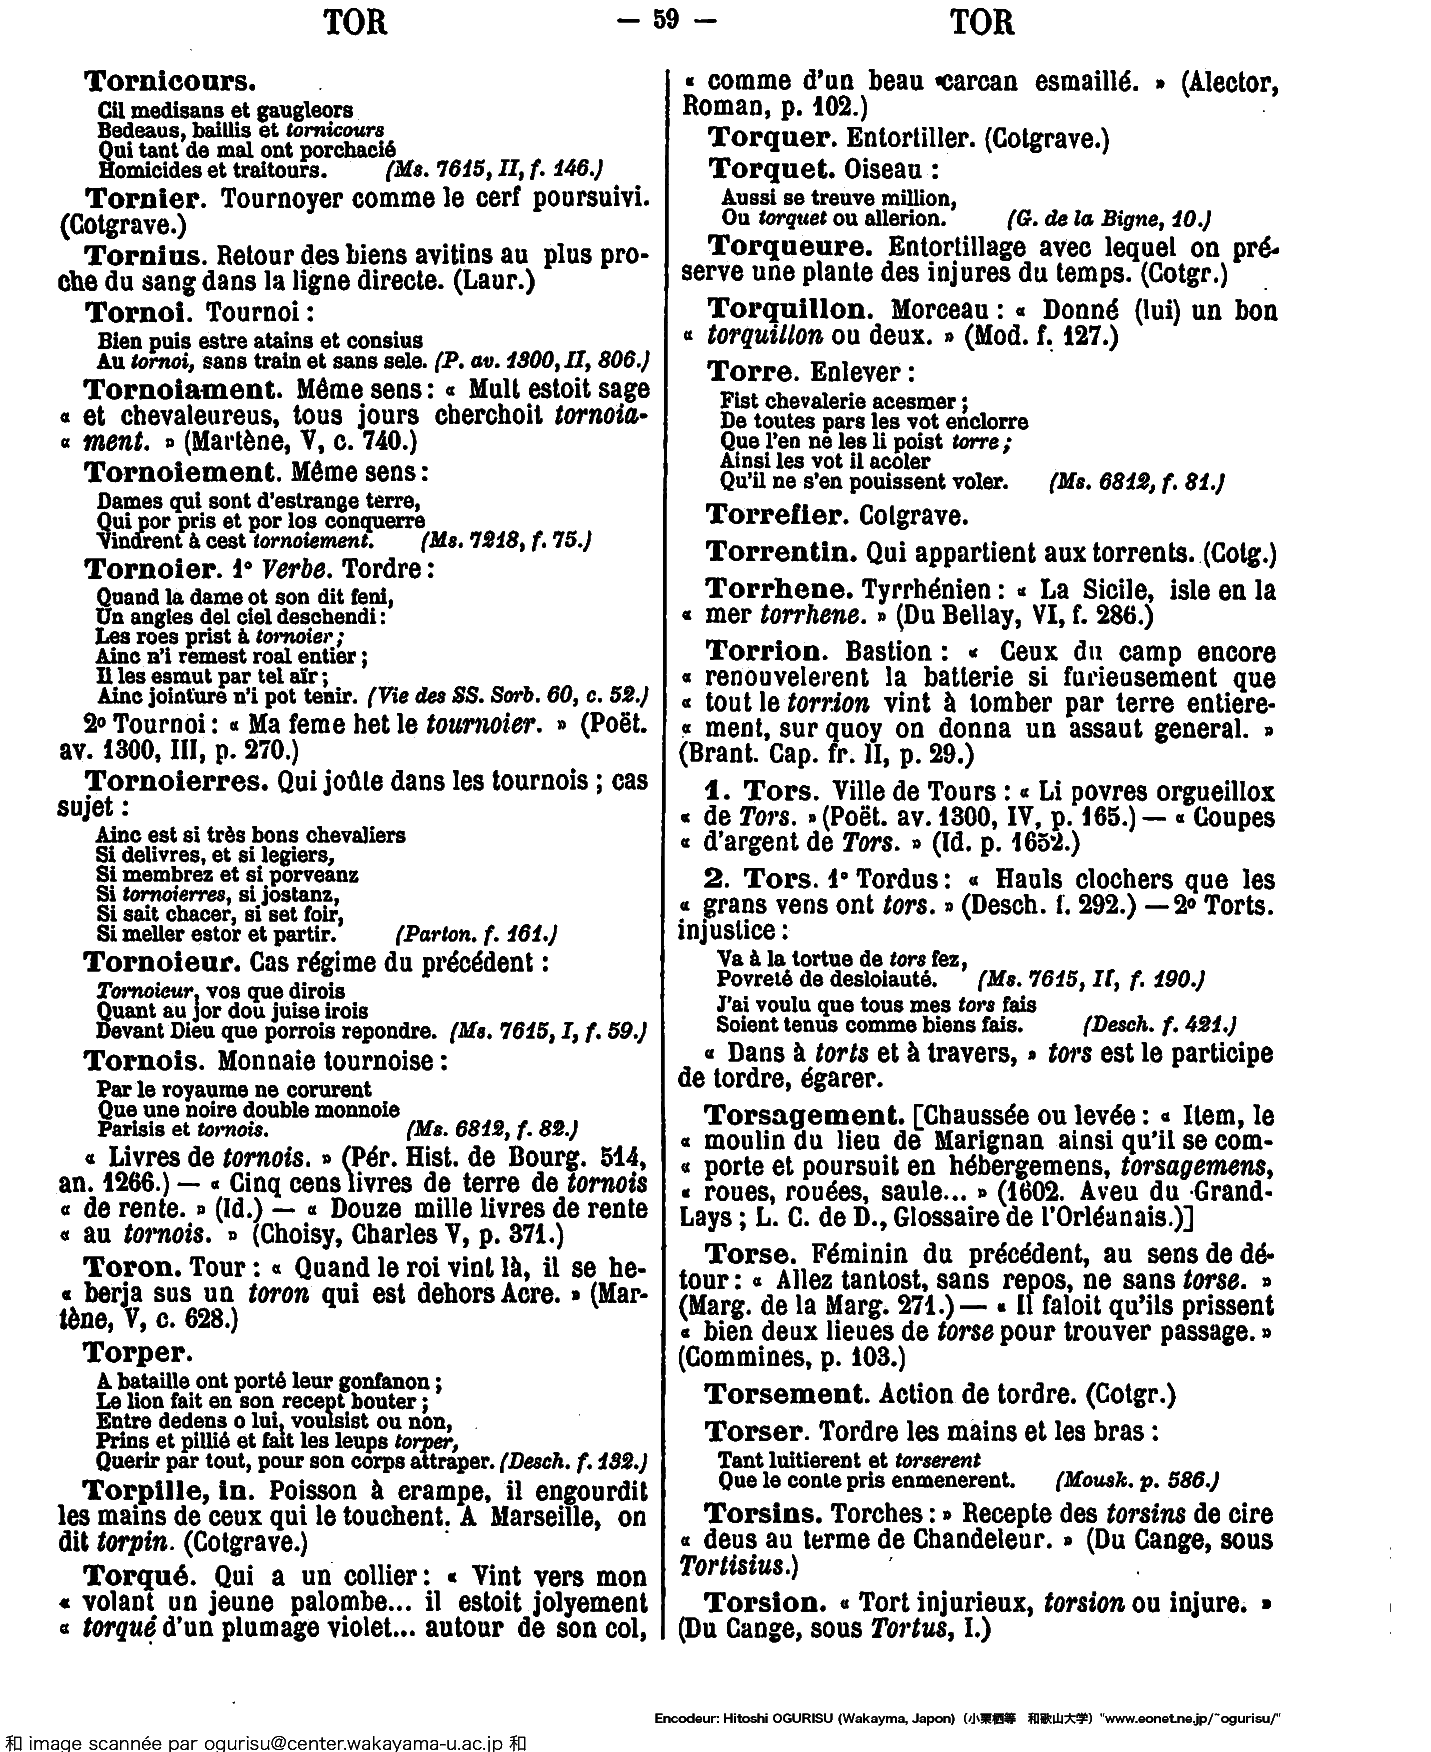 TOR — 59 — TOR
Tornicours.
Cil medisans et gaugleors
Bedeaus, baillis et tornicours
Qui tant de mal ont porchacié
Homicides et traitours. (Ms. 7615, II, f. 146.)
Tornier. Tournoyer comme le cerf poursuivi.
(Cotgrave.)
Tornius. Retour des biens avitins au plus pro-
che du sang dans la ligne directe. (Laur.)
Tornoi. Tournoi :
Bien puis estre atains et consius
Au tornoi, sans train et sans sele. (P. av. 1300, II, 806.)
Tornoiament. Même sens : « Mult estoit sage
« et chevaleureus, tous jours cherchoit tornoia-
« ment. » (Martène, V, c. 740.)
Tornoiement. Même sens :
Dames qui sont d'estrange terre,
Qui por pris et por los conquerre
Vindrent à cest tornoiement. (Ms. 7218, f. 75.)
Tornoier. 1° Verbe. Tordre :
Quand la dame ot son dit feni,
Un angles del ciel deschendi :
Les roes prist à tornoier ;
Ainc n'i remest roal entier ;
Il les esmut par tel aïr ;
Ainc jointure n'i pot tenir. (Vie des SS. Sorb. 60, c. 52.)
2° Tournoi : « Ma feme het le tournoier. » (Poët.
av. 1300, III, p. 270.)
Tornoierres. Qui joûte dans les tournois ; cas
sujet :
Ainc est si très bons chevaliers
Si delivres, et si legiers,
Si membrez et si porveanz
Si tornoierres, si jostanz,
Si sait chacer, si set foir,
Si meller estor et partir. (Parton. f. 161.)
Tornoieur. Cas régime du précédent :
Tornoieur, vos que dirois
Quant au jor dou juise irois
Devant Dieu que porrois repondre. (Ms. 7615, I, f. 59.)
Tornois. Monnaie tournoise :
Par le royaume ne corurent
Que une noire double monnoie
Parisis et tornois. (Ms. 6812, f. 82.)
« Livres de tornois. » (Pér. Hist. de Bourg. 514,
an. 1266.) — « Cinq cens livres de terre de tornois
« de rente. » (Id.) — « Douze mille livres de rente
« au tornois. » (Choisy, Charles V, p. 371.)
Toron. Tour : « Quand le roi vint là, il se he-
« berja sus un toron qui est dehors Acre. » (Mar-
tène, V, c. 628.)
Torper.
A bataille ont porté leur gonfanon ;
Le lion fait en son recept bouter ;
Entre dedens o lui, voulsist ou non,
Prins et pillié et fait les leups torper,
Querir par tout, pour son corps attraper. (Desch. f. 132.)
Torpille, in. Poisson à crampe, il engourdit
les mains de ceux qui le touchent. A Marseille, on
dit torpin. (Cotgrave.)
Torqué. Qui a un collier : « Vint vers mon
« volant un jeune palombe... il estoit jolyement
« torqué d'un plumage violet... autour de son col,
« comme d'un beau carcan esmaillé. » (Alector,
Roman, p. 102.)
Torquer. Entortiller. (Cotgrave.)
Torquet. Oiseau :
Aussi se treuve million,
Ou torquet ou allerion. (G. de la Bigne, 10.)
Torqueure. Entortillage avec lequel on pré-
serve une plante des injures du temps. (Cotgr.)
Torquillon. Morceau : « Donné (lui) un bon
« torquillon ou deux. » (Mod. f. 127.)
Torre. Enlever :
Fist chevalerie acesmer ;
De toutes pars les vot enclorre
Que l'en ne les li poist torre ;
Ainsi les vot il acoler
Qu'il ne s'en pouissent voler. (Ms. 6812, f. 81.)
Torrefier. Cotgrave.
Torrentin. Qui appartient aux torrents. (Cotg.)
Torrhene. Tyrrhénien : « La Sicile, isle en la
« mer torrhene. » (Du Bellay, VI, f. 286.)
Torrion. Bastion : « Ceux du camp encore
« renouvelerent la batterie si furieusement que
« tout le torrion vint à tomber par terre entiere-
« ment, sur quoy on donna un assaut general. »
(Brant. Cap. fr. II, p. 29.)
1. Tors. Ville de Tours : « Li povres orgueillox
« de Tors. » (Poët. av. 1300, IV, p. 165.) — « Coupes
« d'argent de Tors. » (Id. p. 1652.)
2. Tors. 1° Tordus : « Hauls clochers que les
« grans vens ont tors. » (Desch. f. 292.) — 2° Torts.
injustice :
Va à la tortue de tors fez,
Povreté de desloiauté. (Ms. 7615, II, f. 190.)
J'ai voulu que tous mes tors fais
Soient tenus comme biens fais. (Desch. f. 421.)
« Dans à torts et à travers, » tors est le participe
de tordre, égarer.
Torsagement. [Chaussée ou levée : « Item, le
« moulin du lieu de Marignan ainsi qu'il se com-
« porte et poursuit en hébergemens, torsagemens,
« roues, rouées, saule... » (1602. Aveu du Grand-
Lays ; L. C. de D., Glossaire de l'Orléanais.)]
Torse. Féminin du précédent, au sens de dé-
tour : « Allez tantost, sans repos, ne sans torse. »
(Marg. de la Marg. 271.) — « Il faloit qu'ils prissent
« bien deux lieues de torse pour trouver passage. »
(Commines, p. 103.)
Torsement. Action de tordre. (Cotgr.)
Torser. Tordre les mains et les bras :
Tant luitierent et torserent
Que le conte pris enmenerent. (Mousk. p. 586.)
Torsins. Torches : » Recepte des torsins de cire
« deus au terme de Chandeleur. » (Du Cange, sous
Tortisius.)
Torsion. « Tort injurieux, torsion ou injure. »
(Du Cange, sous Tortus, I.)
Encodeur: Hitoshi OGURISU (Wakayma, Japon) (小栗栖等 和歌山大学) "www.eonet.ne.jp/~ogurisu/"
和 image scannée par ogurisu@center.wakayama-u.ac.jp 和